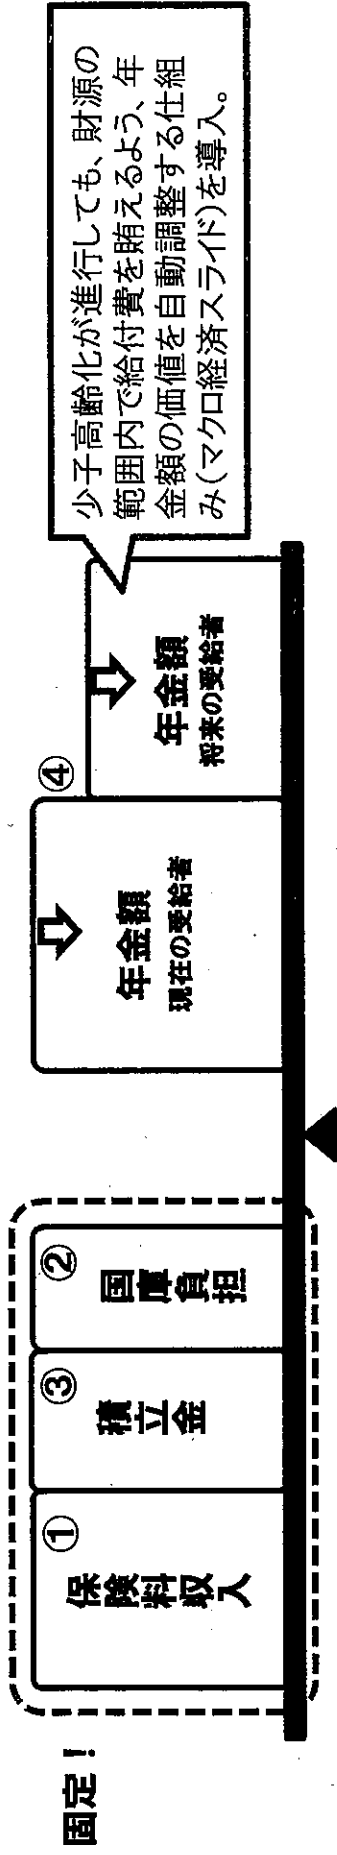 固定！
①
保険料収入
③
積立金
②
国庫負担
年金額
現在の受給者
④
年金額
将来の受給者
少子高齢化が進行しても、財源の
範囲内で給付費を賄えるよう、年
金額の価値を自動調整する仕組
み（マクロ経済スライド）を導入。